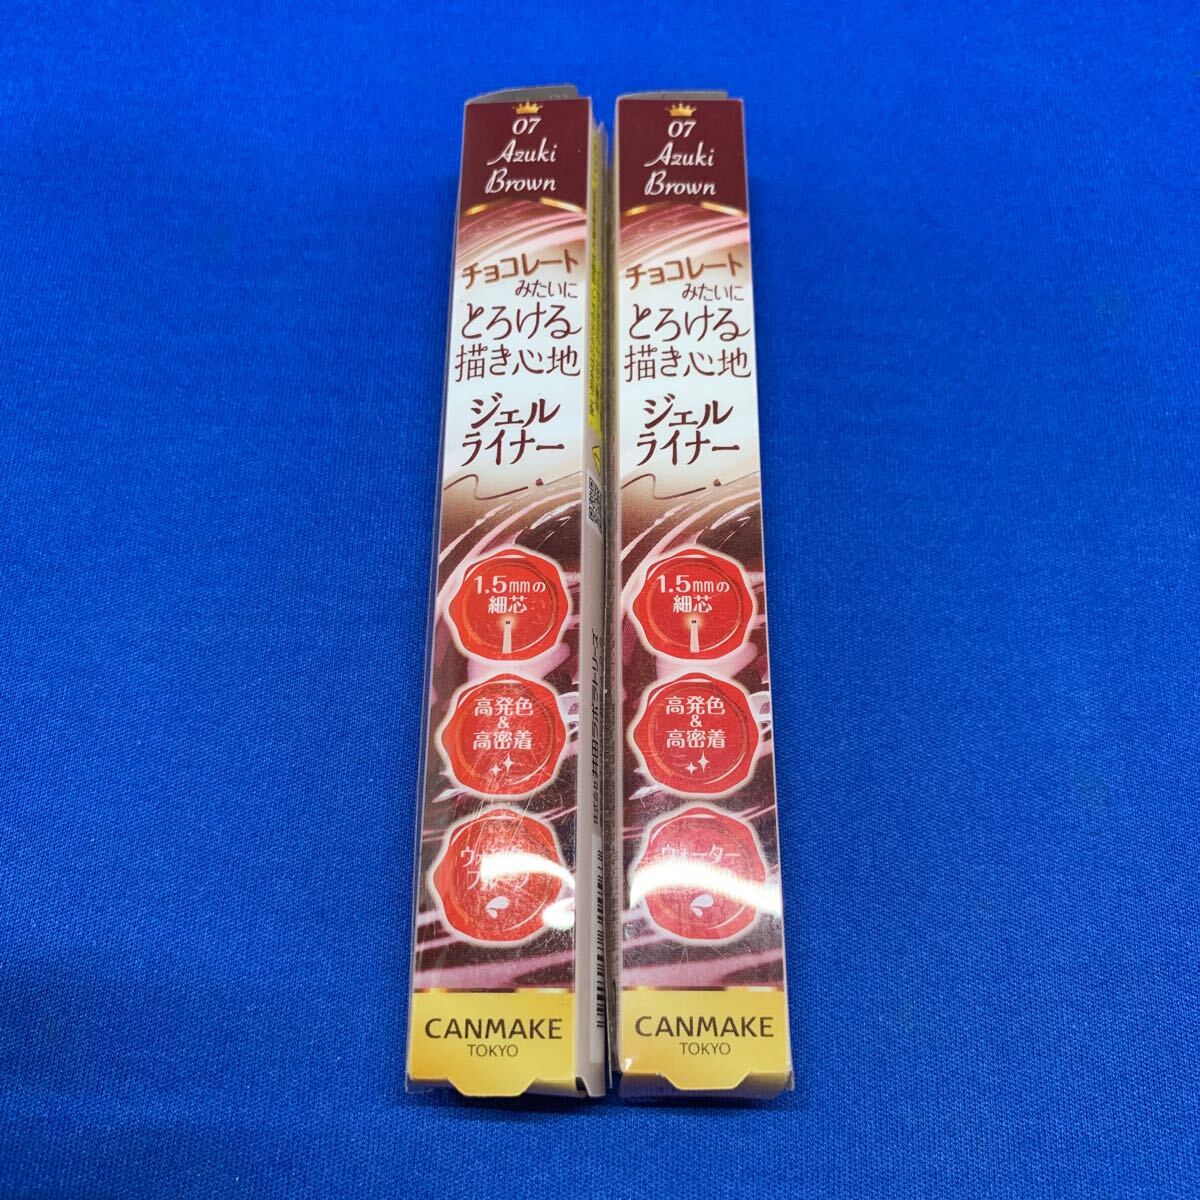 07
Azuki
Brown
チョコレート
みたいに
とろける
描き心地
ジェル
ライナー
1.5mmの
細芯
高発色
&
高密着
CANMAKE
TOKYO
07
Azuki
Brown
チョコレート
みたいに
とろける
描き心地
ジェル
ライナー
1.5mmの
細芯
高発色
&
高密着
ウォーター
CANMAKE
TOKYO